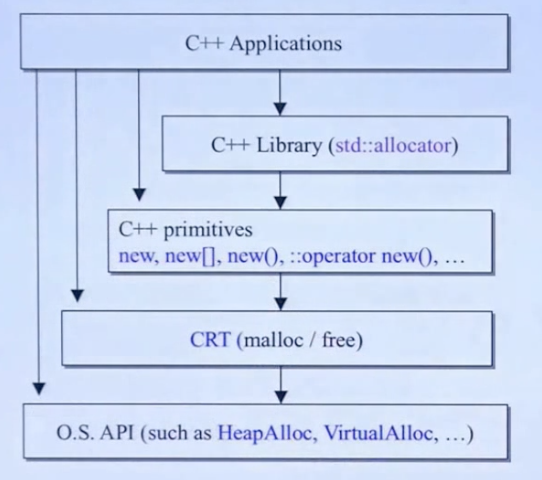 C++ Applications
C++ Library (std::allocator)
C++ primitives
new, new[], new(), ::operator new(), …
CRT (malloc / free)
O.S. API (such as HeapAlloc, VirtualAlloc, …)